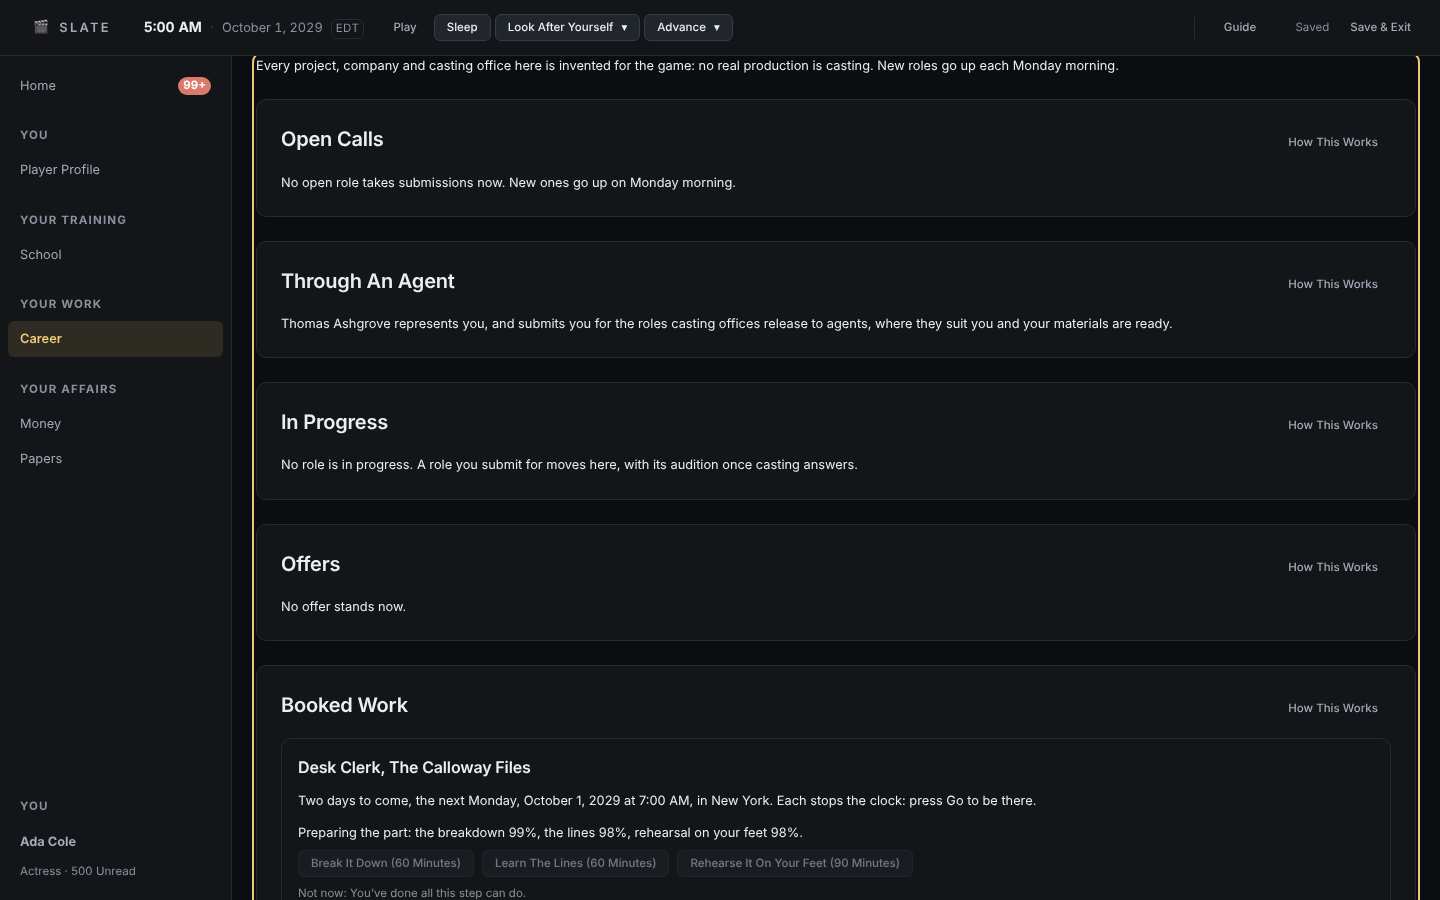 SLATE
5:00 AM · October 1, 2029 EDT
Play
Sleep
Look After Yourself ▾
Advance ▾
Guide
Saved
Save & Exit
Home
99+
YOU
Player Profile
YOUR TRAINING
School
YOUR WORK
Career
YOUR AFFAIRS
Money
Papers
YOU
Ada Cole
Actress · 500 Unread
Every project, company and casting office here is invented for the game: no real production is casting. New roles go up each Monday morning.
Open Calls
How This Works
No open role takes submissions now. New ones go up on Monday morning.
Through An Agent
How This Works
Thomas Ashgrove represents you, and submits you for the roles casting offices release to agents, where they suit you and your materials are ready.
In Progress
How This Works
No role is in progress. A role you submit for moves here, with its audition once casting answers.
Offers
How This Works
No offer stands now.
Booked Work
How This Works
Desk Clerk, The Calloway Files
Two days to come, the next Monday, October 1, 2029 at 7:00 AM, in New York. Each stops the clock: press Go to be there.
Preparing the part: the breakdown 99%, the lines 98%, rehearsal on your feet 98%.
Break It Down (60 Minutes)
Learn The Lines (60 Minutes)
Rehearse It On Your Feet (90 Minutes)
Not now: You've done all this step can do.